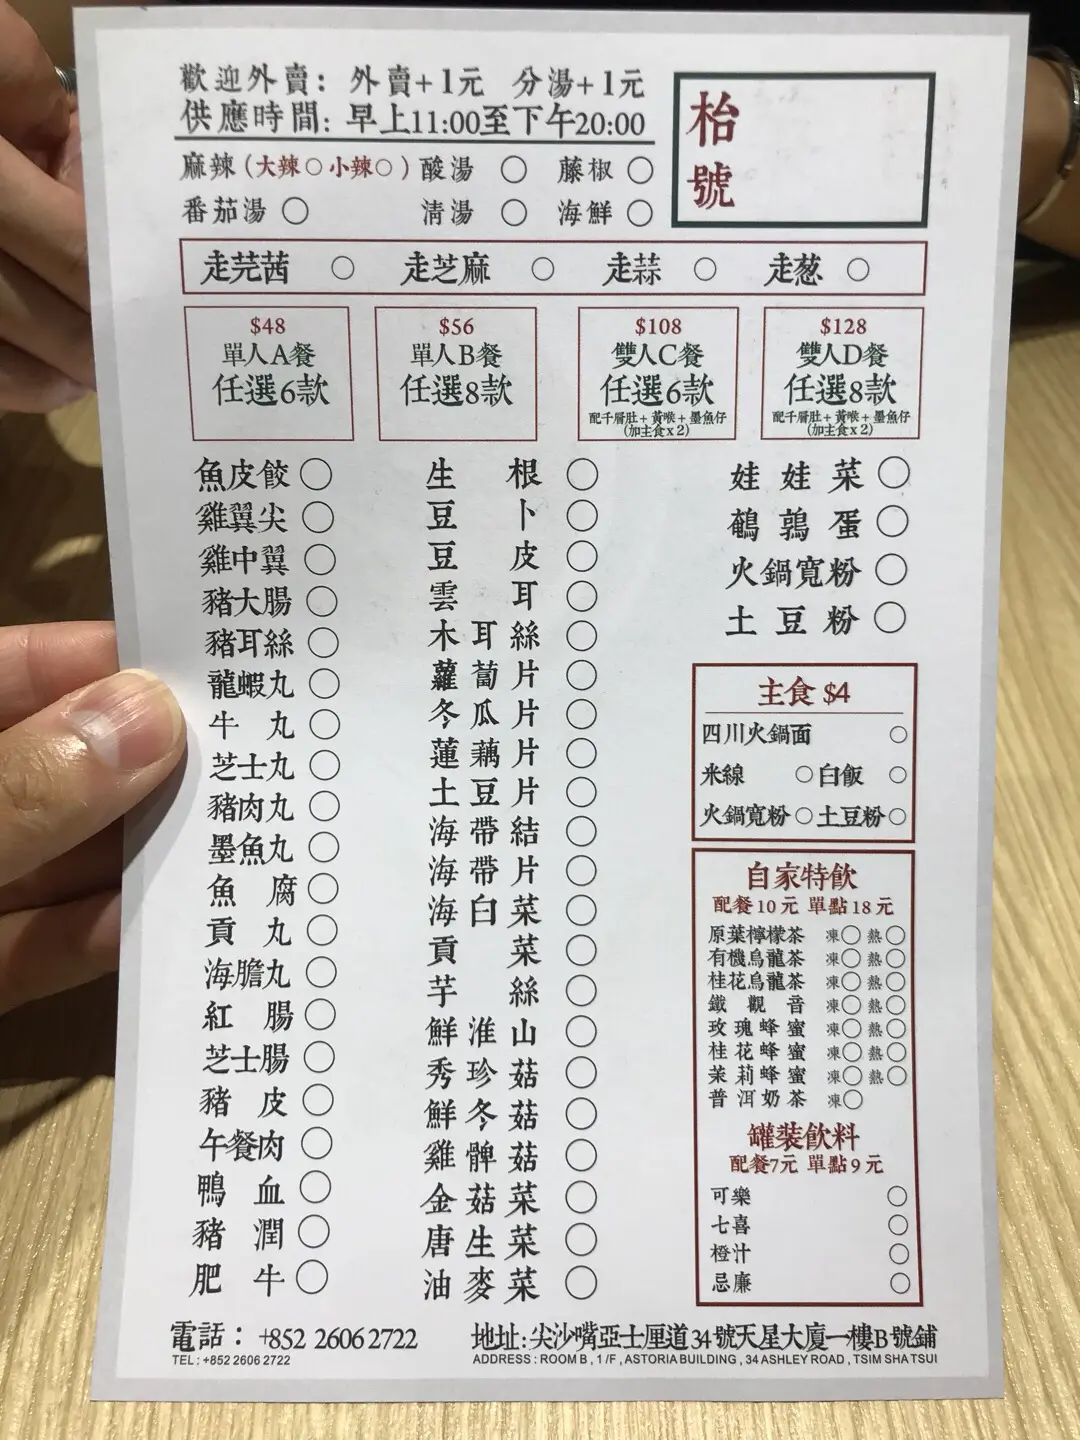 歡迎外賣： 外賣+1元 分湯+1元
供應時間: 早上11:00至下午20:00
枱號
麻辣(大辣○小辣○) 酸湯 ○ 藤椒 ○
番茄湯 ○ 清湯 ○ 海鮮 ○
走芫茜 ○ 走芝麻 ○ 走蒜 ○ 走葱 ○
$48
單人A餐
任選6款
$56
單人B餐
任選8款
$108
雙人C餐
任選6款
配千層肚+黃喉+墨魚仔
(加主食x2)
$128
雙人D餐
任選8款
配千層肚+黃喉+墨魚仔
(加主食x2)
魚皮餃 ○
雞翼尖 ○
雞中翼 ○
豬大腸 ○
豬耳絲 ○
龍蝦丸 ○
牛丸 ○
芝士丸 ○
豬肉丸 ○
墨魚丸 ○
魚腐 ○
貢丸 ○
海膽丸 ○
紅腸 ○
芝士腸 ○
豬皮 ○
午餐肉 ○
鴨血 ○
豬潤 ○
肥牛 ○
生根 ○
豆卜 ○
豆皮 ○
雲耳 ○
木耳絲 ○
蘿蔔片 ○
冬瓜片 ○
蓮藕片 ○
土豆片 ○
海帶結 ○
海帶片 ○
海白菜 ○
貢菜 ○
芋絲 ○
鮮淮山 ○
秀珍菇 ○
鮮冬菇 ○
雞髀菇 ○
金菇菜 ○
唐生菜 ○
油麥菜 ○
娃娃菜 ○
鵪鶉蛋 ○
火鍋寬粉 ○
土豆粉 ○
主食 $4
四川火鍋面 ○
米線 ○ 白飯 ○
火鍋寬粉 ○ 土豆粉 ○
自家特飲
配餐10元 單點18元
原葉檸檬茶 凍○ 熱○
有機烏龍茶 凍○ 熱○
桂花烏龍茶 凍○ 熱○
鐵觀音 凍○ 熱○
玫瑰蜂蜜 凍○ 熱○
桂花蜂蜜 凍○ 熱○
茉莉蜂蜜 凍○ 熱○
普洱奶茶 凍○
罐裝飲料
配餐7元 單點9元
可樂 ○
七喜 ○
橙汁 ○
忌廉 ○
電話： +852 2606 2722
TEL : +852 2606 2722
地址: 尖沙嘴亞士厘道34號天星大廈一樓B號鋪
ADDRESS : ROOM B , 1 /F , ASTORIA BUILDING , 34 ASHLEY ROAD , TSIM SHA TSUI